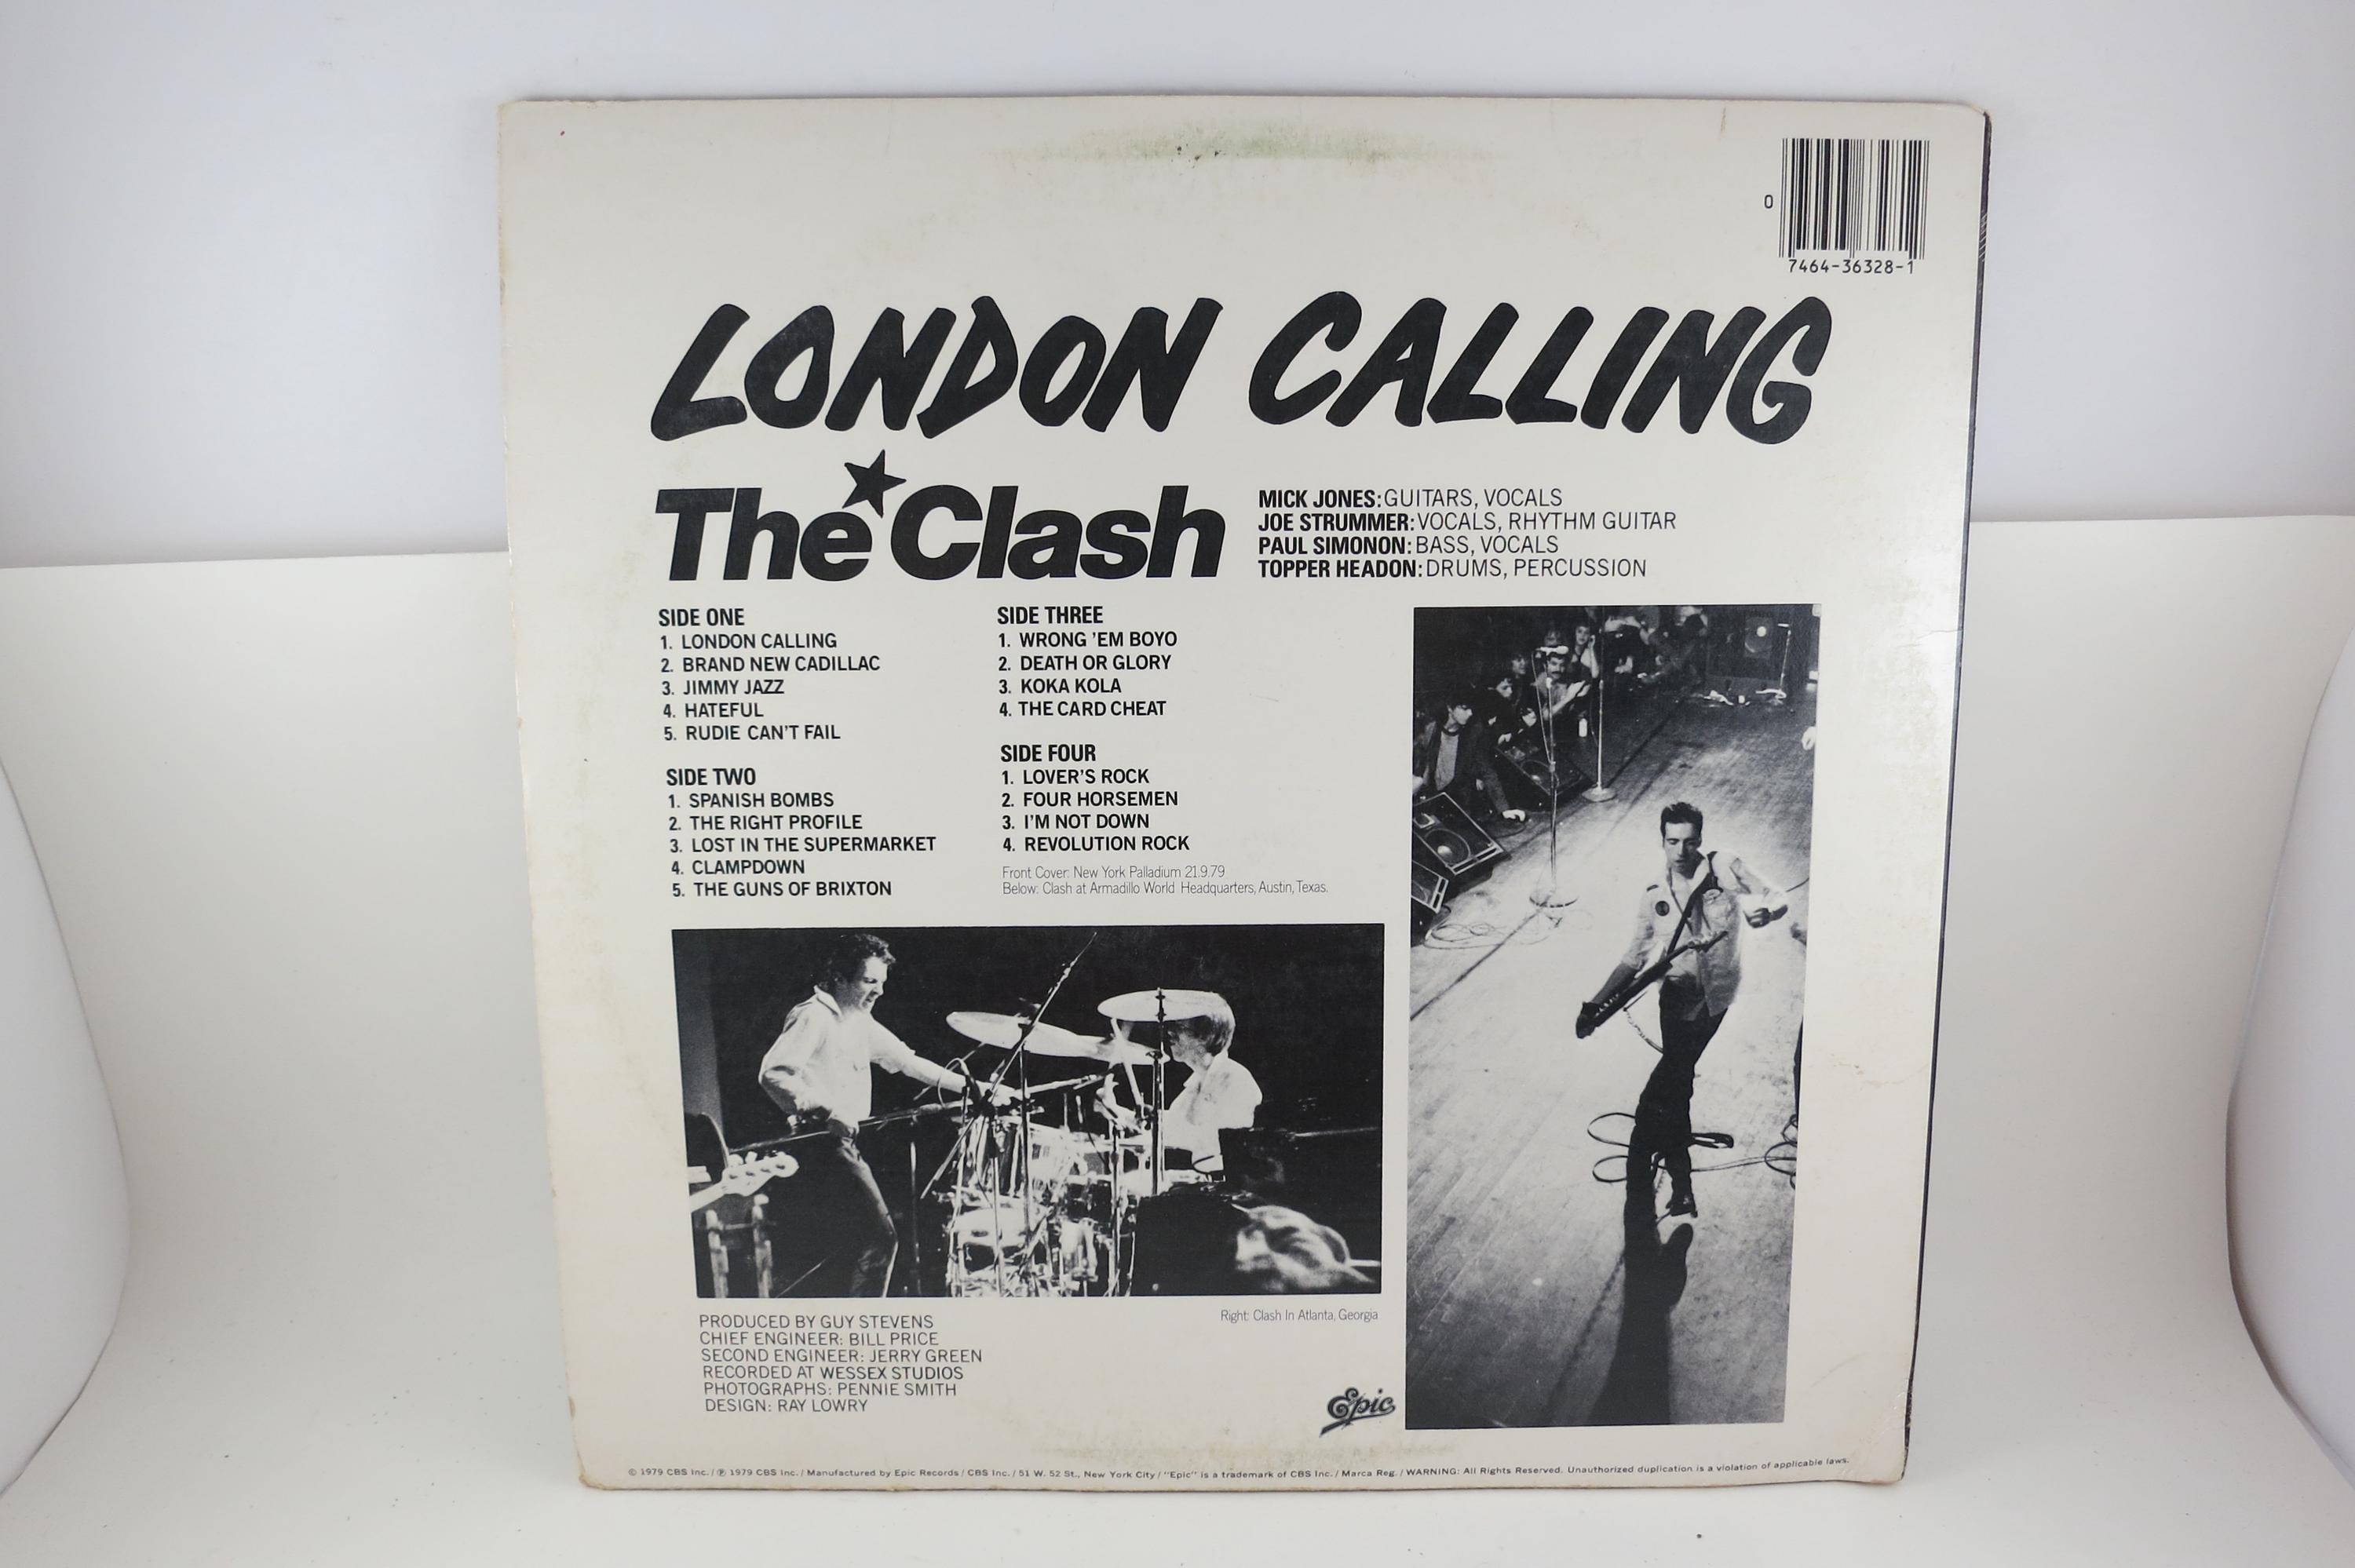 0
7464-36328-1
LONDON CALLING
The Clash
MICK JONES: GUITARS, VOCALS
JOE STRUMMER: VOCALS, RHYTHM GUITAR
PAUL SIMONON: BASS, VOCALS
TOPPER HEADON: DRUMS, PERCUSSION
SIDE ONE
1. LONDON CALLING
2. BRAND NEW CADILLAC
3. JIMMY JAZZ
4. HATEFUL
5. RUDIE CAN'T FAIL
SIDE TWO
1. SPANISH BOMBS
2. THE RIGHT PROFILE
3. LOST IN THE SUPERMARKET
4. CLAMPDOWN
5. THE GUNS OF BRIXTON
SIDE THREE
1. WRONG 'EM BOYO
2. DEATH OR GLORY
3. KOKA KOLA
4. THE CARD CHEAT
SIDE FOUR
1. LOVER'S ROCK
2. FOUR HORSEMEN
3. I'M NOT DOWN
4. REVOLUTION ROCK
Front Cover: New York Palladium 21.9.79
Below: Clash at Armadillo World Headquarters, Austin, Texas.
Right: Clash In Atlanta, Georgia
PRODUCED BY GUY STEVENS
CHIEF ENGINEER: BILL PRICE
SECOND ENGINEER: JERRY GREEN
RECORDED AT WESSEX STUDIOS
PHOTOGRAPHS: PENNIE SMITH
DESIGN: RAY LOWRY
Epic
© 1979 CBS Inc. / ℗ 1979 CBS Inc. / Manufactured by Epic Records / CBS Inc. / 51 W. 52 St., New York City / "Epic" is a trademark of CBS Inc. / Marca Reg. / WARNING: All Rights Reserved. Unauthorized duplication is a violation of applicable laws.